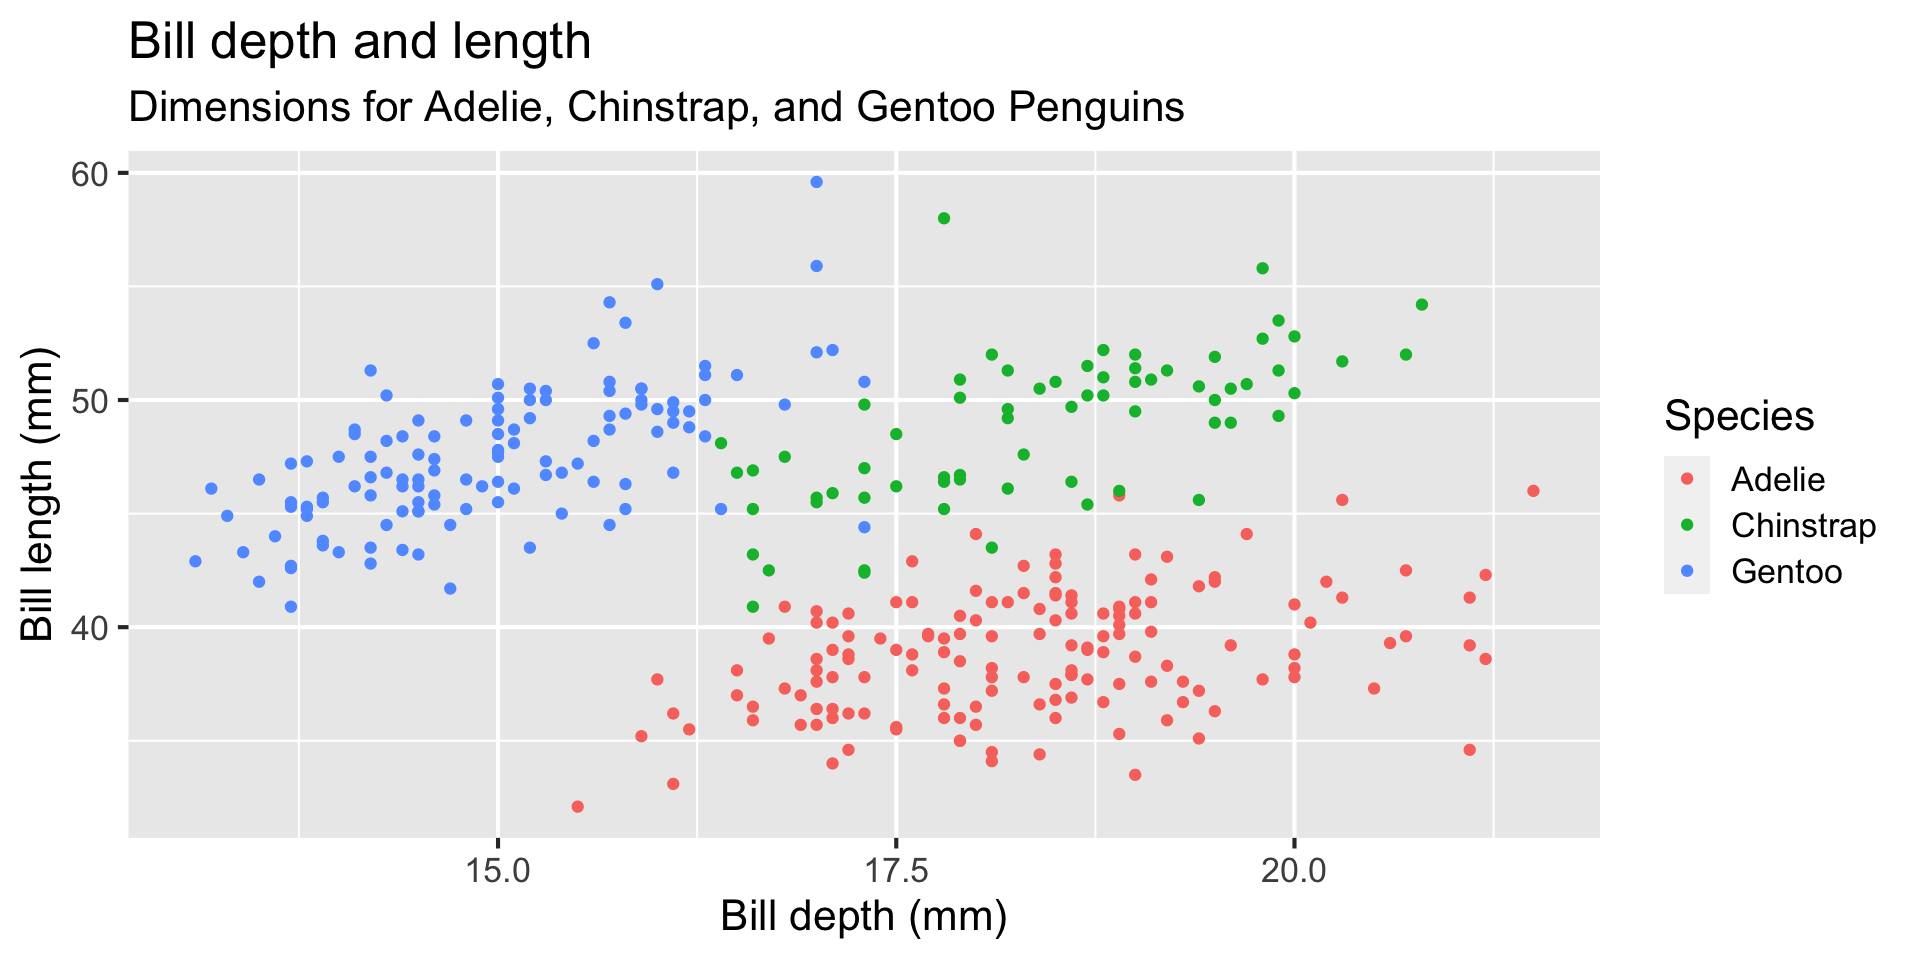 Bill depth and length
Dimensions for Adelie, Chinstrap, and Gentoo Penguins
60
50
40
Bill length (mm)
15.0
17.5
20.0
Bill depth (mm)
Species
Adelie
Chinstrap
Gentoo